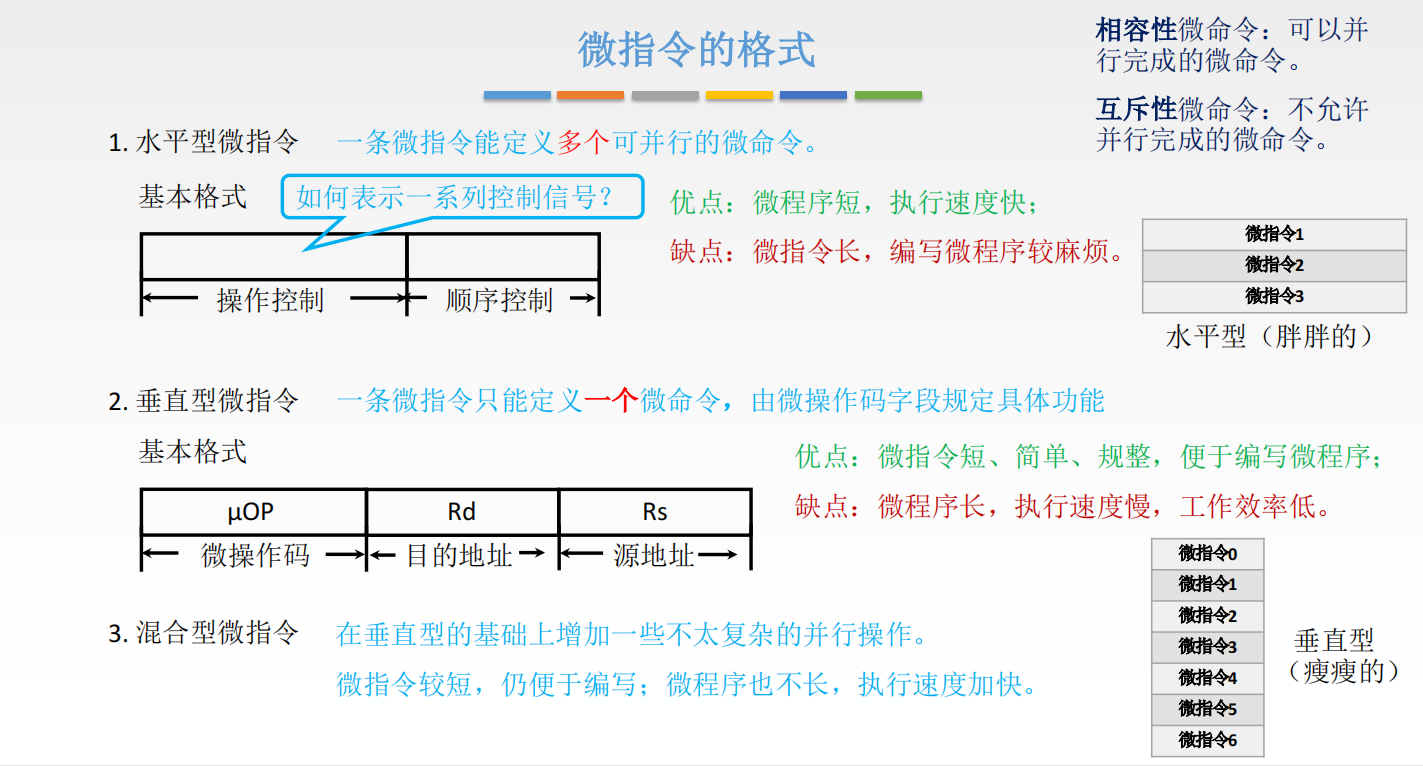 微指令的格式
相容性微命令：可以并
行完成的微命令。
互斥性微命令：不允许
并行完成的微命令。
1. 水平型微指令 一条微指令能定义多个可并行的微命令。
基本格式 如何表示一系列控制信号？
优点：微程序短，执行速度快；
缺点：微指令长，编写微程序较麻烦。
操作控制 顺序控制
微指令1
微指令2
微指令3
水平型（胖胖的）
2. 垂直型微指令 一条微指令只能定义一个微命令，由微操作码字段规定具体功能
基本格式
优点：微指令短、简单、规整，便于编写微程序；
缺点：微程序长，执行速度慢，工作效率低。
μOP Rd Rs
微操作码 目的地址 源地址
微指令0
微指令1
微指令2
微指令3
微指令4
微指令5
微指令6
垂直型
（瘦瘦的）
3. 混合型微指令 在垂直型的基础上增加一些不太复杂的并行操作。
微指令较短，仍便于编写；微程序也不长，执行速度加快。